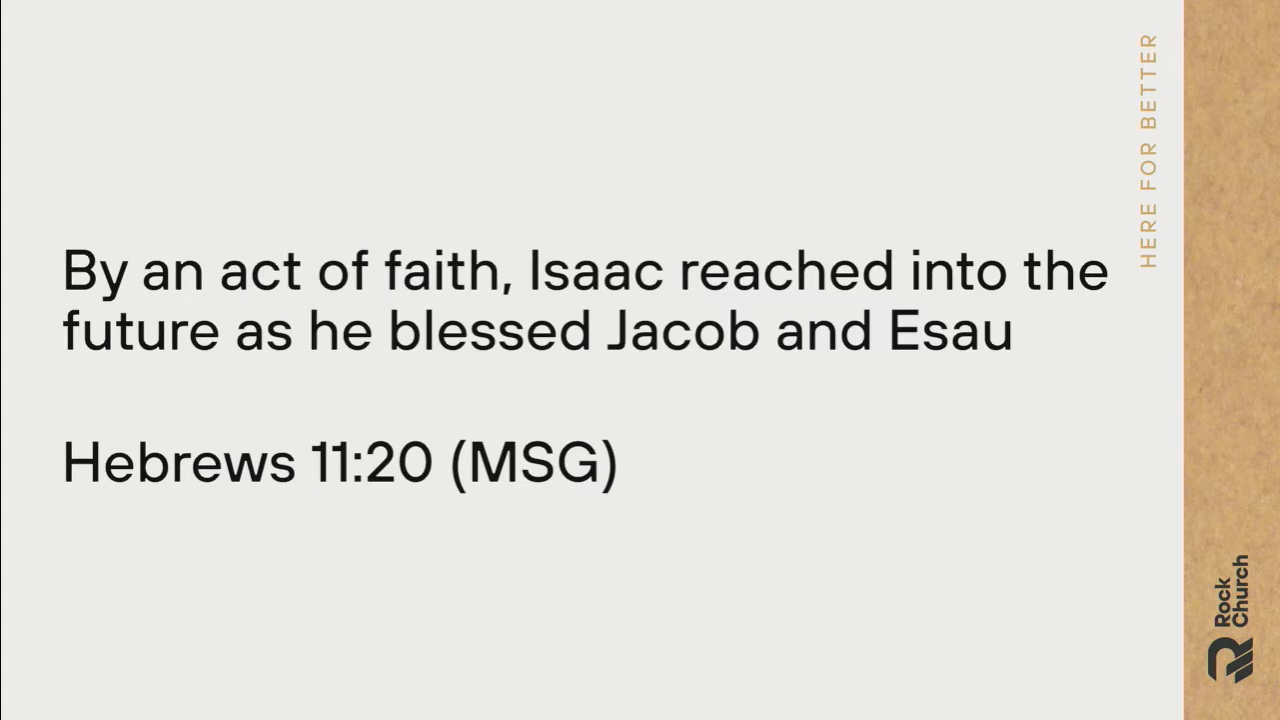 By an act of faith, Isaac reached into the
future as he blessed Jacob and Esau
Hebrews 11:20 (MSG)
HERE FOR BETTER
Rock
Church